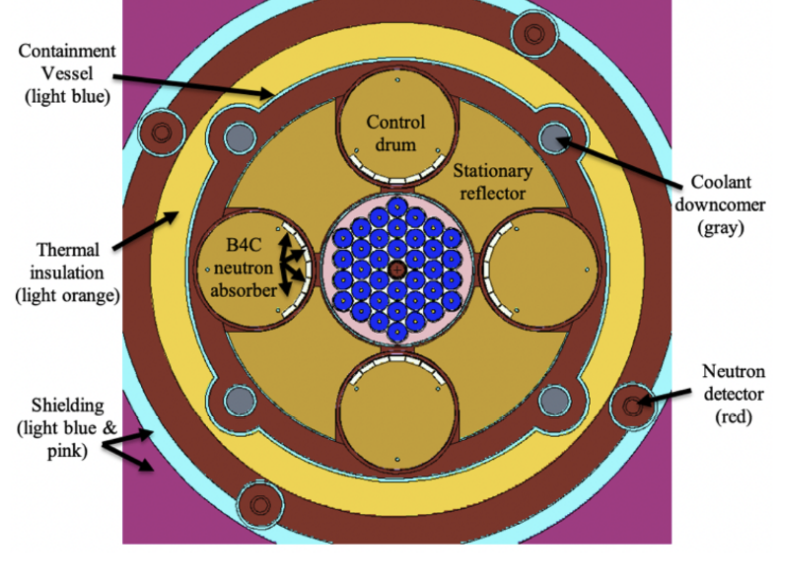 Containment
Vessel
(light blue)
Control
drum
Stationary
reflector
Coolant
downcomer
(gray)
B4C
neutron
absorber
Thermal
insulation
(light orange)
Neutron
detector
(red)
Shielding
(light blue &
pink)